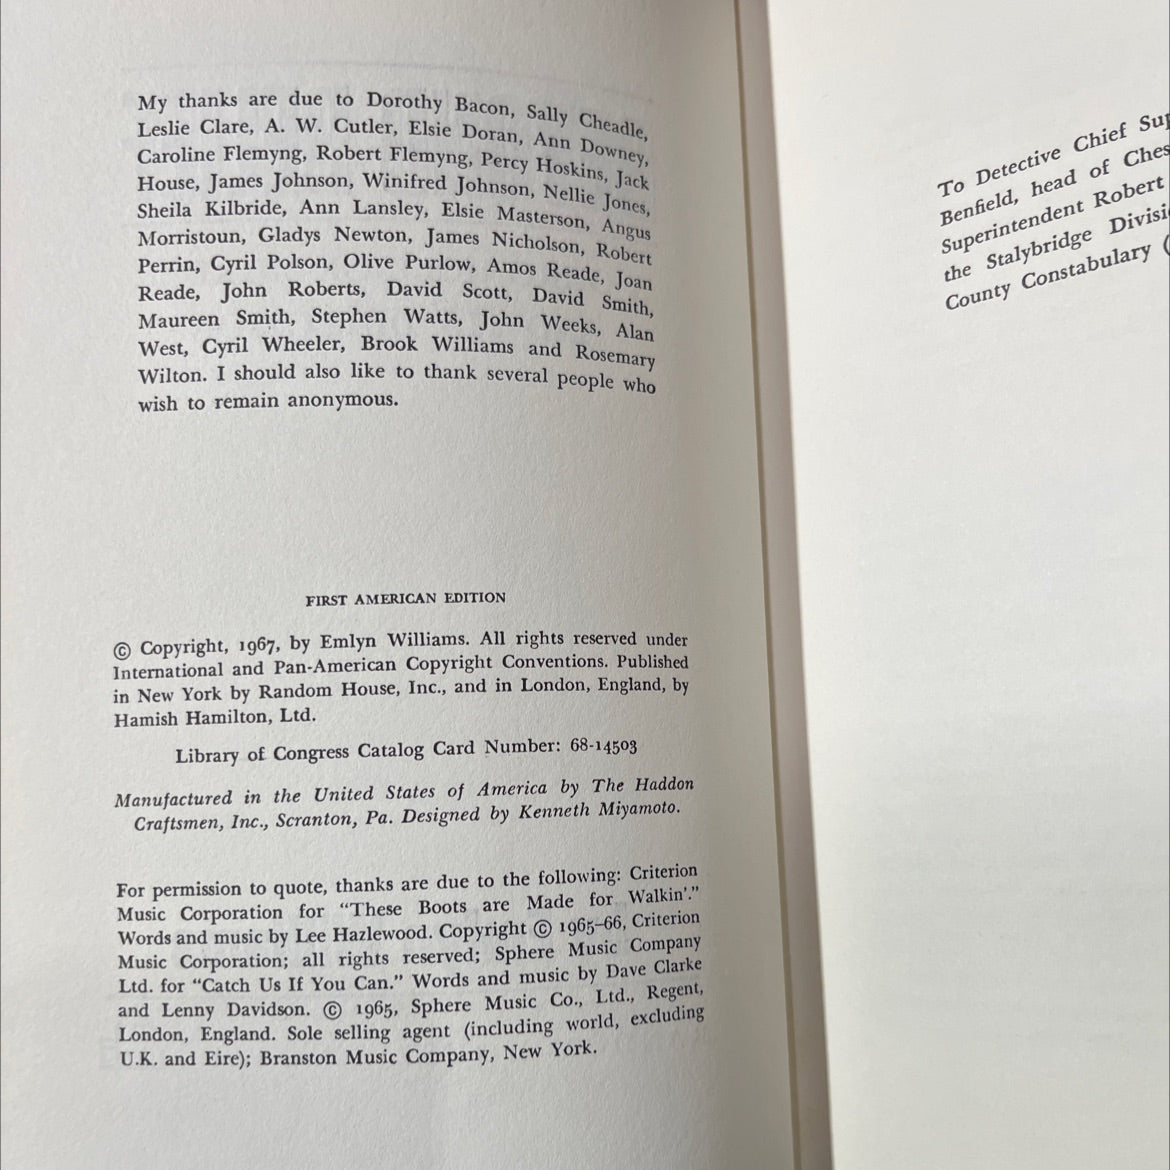 My thanks are due to Dorothy Bacon, Sally Cheadle,
Leslie Clare, A. W. Cutler, Elsie Doran, Ann Downey,
Caroline Flemyng, Robert Flemyng, Percy Hoskins, Jack
House, James Johnson, Winifred Johnson, Nellie Jones,
Sheila Kilbride, Ann Lansley, Elsie Masterson, Angus
Morristoun, Gladys Newton, James Nicholson, Robert
Perrin, Cyril Polson, Olive Purlow, Amos Reade, Joan
Reade, John Roberts, David Scott, David Smith,
Maureen Smith, Stephen Watts, John Weeks, Alan
West, Cyril Wheeler, Brook Williams and Rosemary
Wilton. I should also like to thank several people who
wish to remain anonymous.
FIRST AMERICAN EDITION
© Copyright, 1967, by Emlyn Williams. All rights reserved under
International and Pan-American Copyright Conventions. Published
in New York by Random House, Inc., and in London, England, by
Hamish Hamilton, Ltd.
Library of Congress Catalog Card Number: 68-14503
Manufactured in the United States of America by The Haddon
Craftsmen, Inc., Scranton, Pa. Designed by Kenneth Miyamoto.
For permission to quote, thanks are due to the following: Criterion
Music Corporation for “These Boots are Made for Walkin’.”
Words and music by Lee Hazlewood. Copyright © 1965–66, Criterion
Music Corporation; all rights reserved; Sphere Music Company
Ltd. for “Catch Us If You Can.” Words and music by Dave Clarke
and Lenny Davidson. © 1965, Sphere Music Co., Ltd., Regent,
London, England. Sole selling agent (including world, excluding
U.K. and Eire); Branston Music Company, New York.
To Detective Chief Sup
Benfield, head of Ches
Superintendent Robert
the Stalybridge Divisi
County Constabulary (